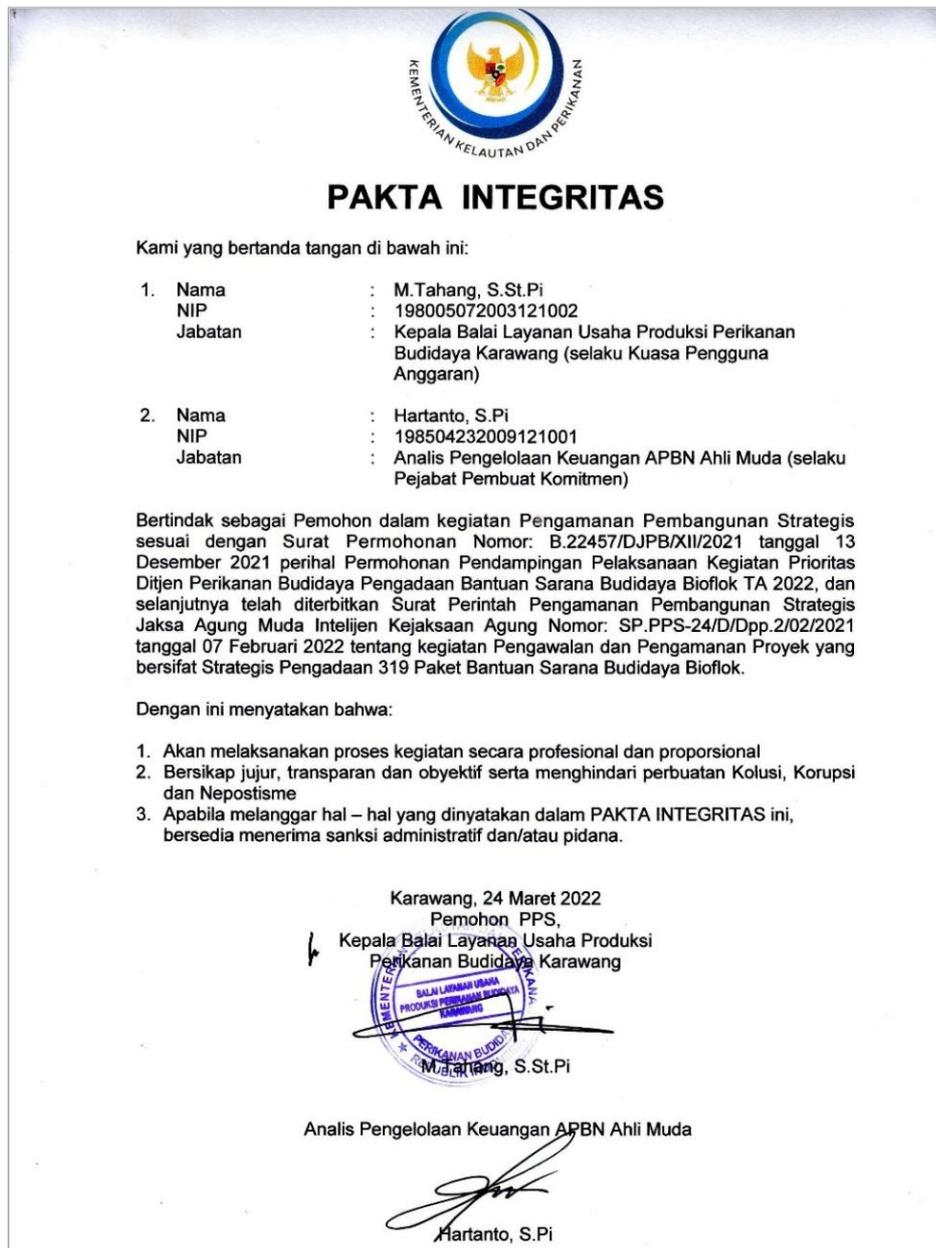 KEMENTERIAN KELAUTAN DAN PERIKANAN
PAKTA INTEGRITAS
Kami yang bertanda tangan di bawah ini:
1. Nama : M.Tahang, S.St.Pi
NIP : 198005072003121002
Jabatan : Kepala Balai Layanan Usaha Produksi Perikanan
Budidaya Karawang (selaku Kuasa Pengguna
Anggaran)
2. Nama : Hartanto, S.Pi
NIP : 198504232009121001
Jabatan : Analis Pengelolaan Keuangan APBN Ahli Muda (selaku
Pejabat Pembuat Komitmen)
Bertindak sebagai Pemohon dalam kegiatan Pengamanan Pembangunan Strategis
sesuai dengan Surat Permohonan Nomor: B.22457/DJPB/XII/2021 tanggal 13
Desember 2021 perihal Permohonan Pendampingan Pelaksanaan Kegiatan Prioritas
Ditjen Perikanan Budidaya Pengadaan Bantuan Sarana Budidaya Bioflok TA 2022, dan
selanjutnya telah diterbitkan Surat Perintah Pengamanan Pembangunan Strategis
Jaksa Agung Muda Intelijen Kejaksaan Agung Nomor: SP.PPS-24/D/Dpp.2/02/2021
tanggal 07 Februari 2022 tentang kegiatan Pengawalan dan Pengamanan Proyek yang
bersifat Strategis Pengadaan 319 Paket Bantuan Sarana Budidaya Bioflok.
Dengan ini menyatakan bahwa:
1. Akan melaksanakan proses kegiatan secara profesional dan proporsional
2. Bersikap jujur, transparan dan obyektif serta menghindari perbuatan Kolusi, Korupsi
dan Nepostisme
3. Apabila melanggar hal – hal yang dinyatakan dalam PAKTA INTEGRITAS ini,
bersedia menerima sanksi administratif dan/atau pidana.
Karawang, 24 Maret 2022
Pemohon PPS,
Kepala Balai Layanan Usaha Produksi
Perikanan Budidaya Karawang
BALAI LAYANAN USAHA
PRODUKSI PERIKANAN BUDIDAYA
KARAWANG
M.Tahang, S.St.Pi
Analis Pengelolaan Keuangan APBN Ahli Muda
Hartanto, S.Pi